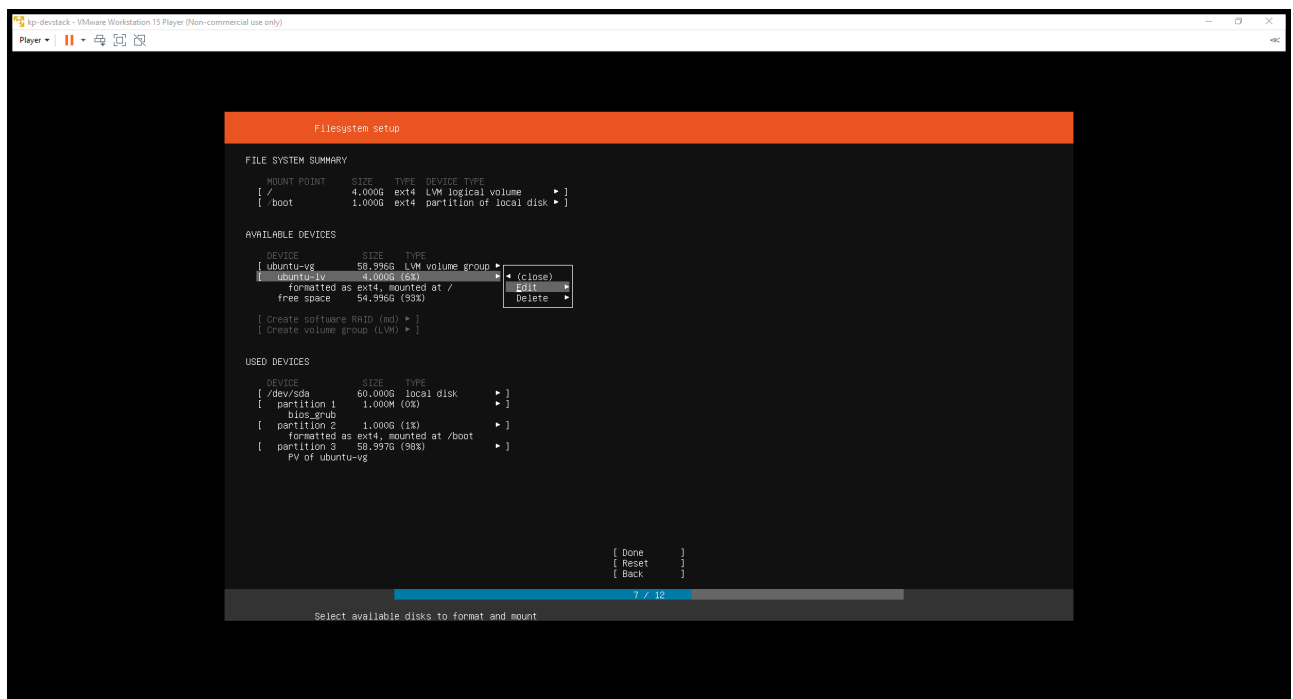 kp-devstack - VMware Workstation 15 Player (Non-commercial use only)
Player
Filesystem setup
FILE SYSTEM SUMMARY
MOUNT POINT SIZE TYPE DEVICE TYPE
[ / 4.000G ext4 LVM logical volume ▸ ]
[ /boot 1.000G ext4 partition of local disk ▸ ]
AVAILABLE DEVICES
DEVICE SIZE TYPE
[ ubuntu-vg 58.996G LVM volume group ▸
[ ubuntu-lv 4.000G (6%) ▸ ◂ (close)
formatted as ext4, mounted at / Edit ▸
free space 54.996G (93%) Delete ▸
[ Create software RAID (md) ▸ ]
[ Create volume group (LVM) ▸ ]
USED DEVICES
DEVICE SIZE TYPE
[ /dev/sda 60.000G local disk ▸ ]
[ partition 1 1.000M (0%) ▸ ]
bios_grub
[ partition 2 1.000G (1%) ▸ ]
formatted as ext4, mounted at /boot
[ partition 3 58.997G (98%) ▸ ]
PV of ubuntu-vg
[ Done ]
[ Reset ]
[ Back ]
7 / 12
Select available disks to format and mount